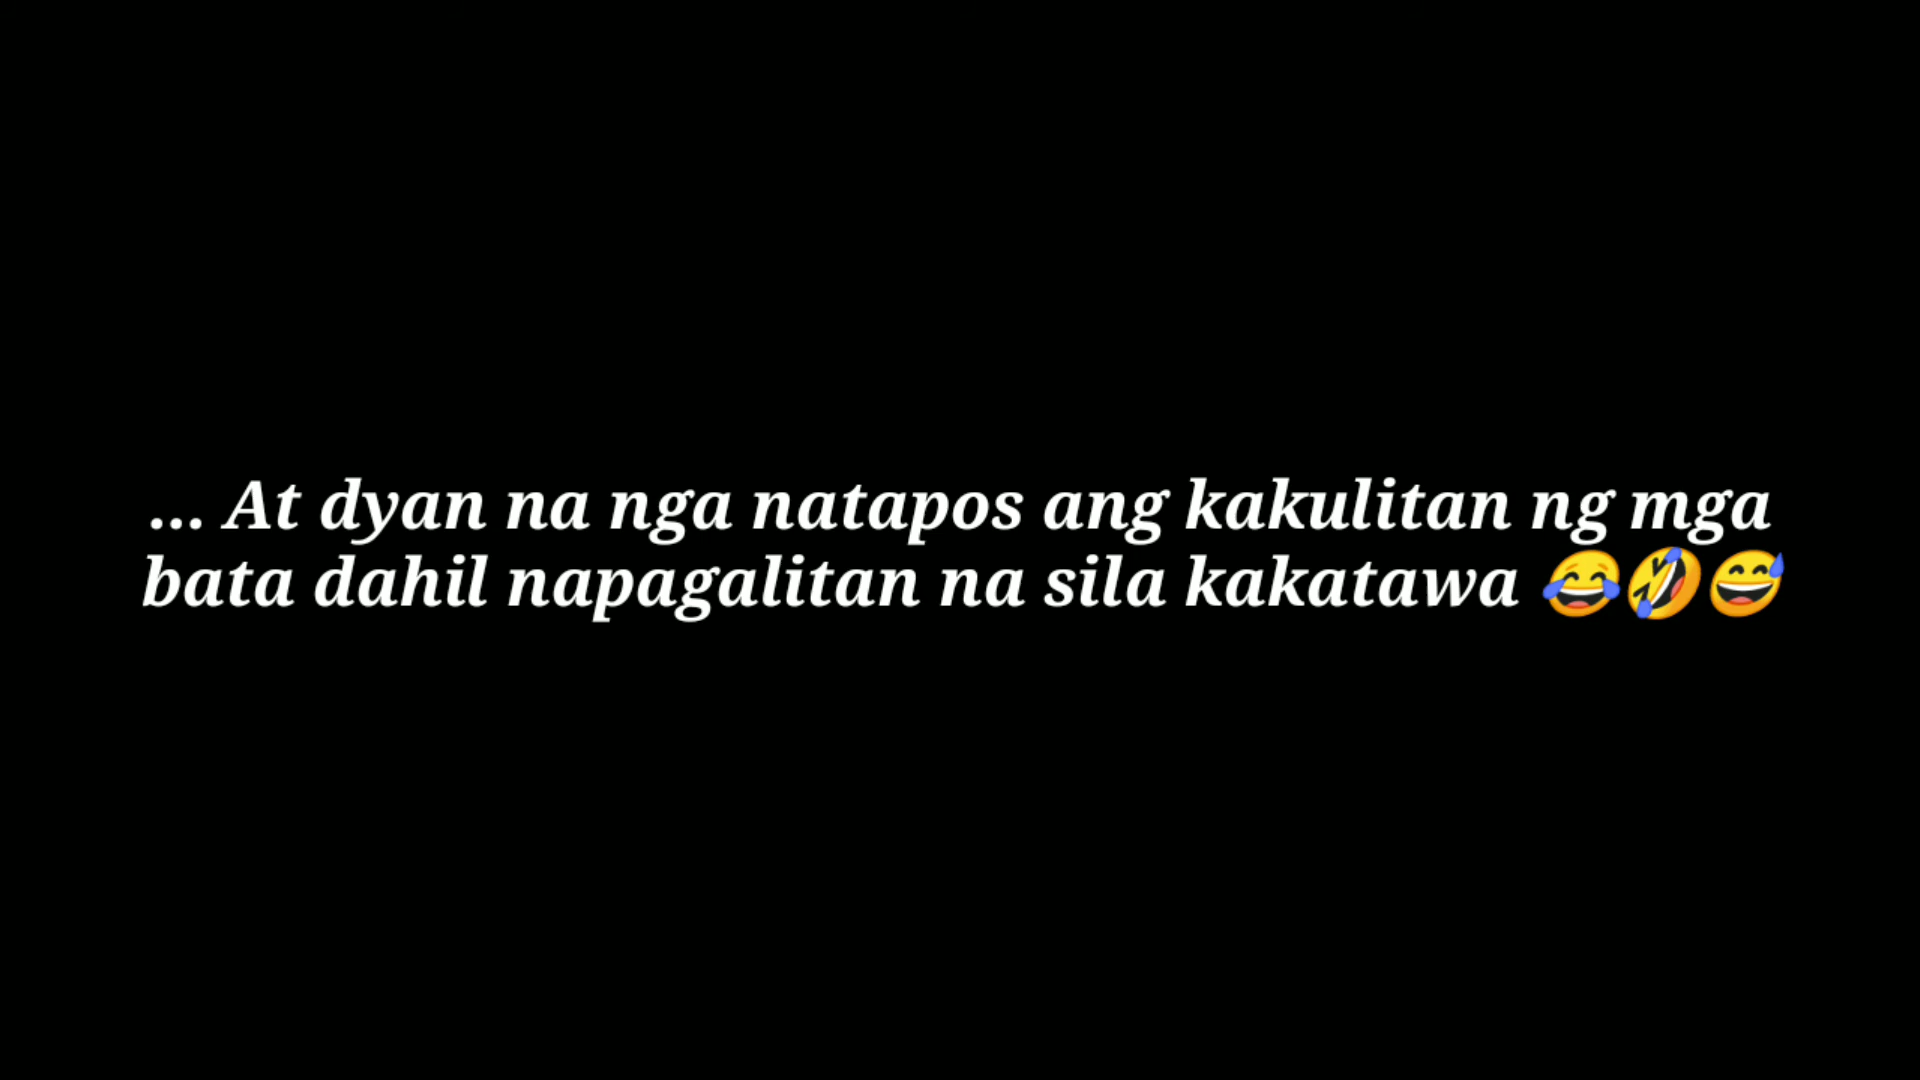 ... At dyan na nga natapos ang kakulitan ng mga
bata dahil napagalitan na sila kakatawa 😂🤣😅